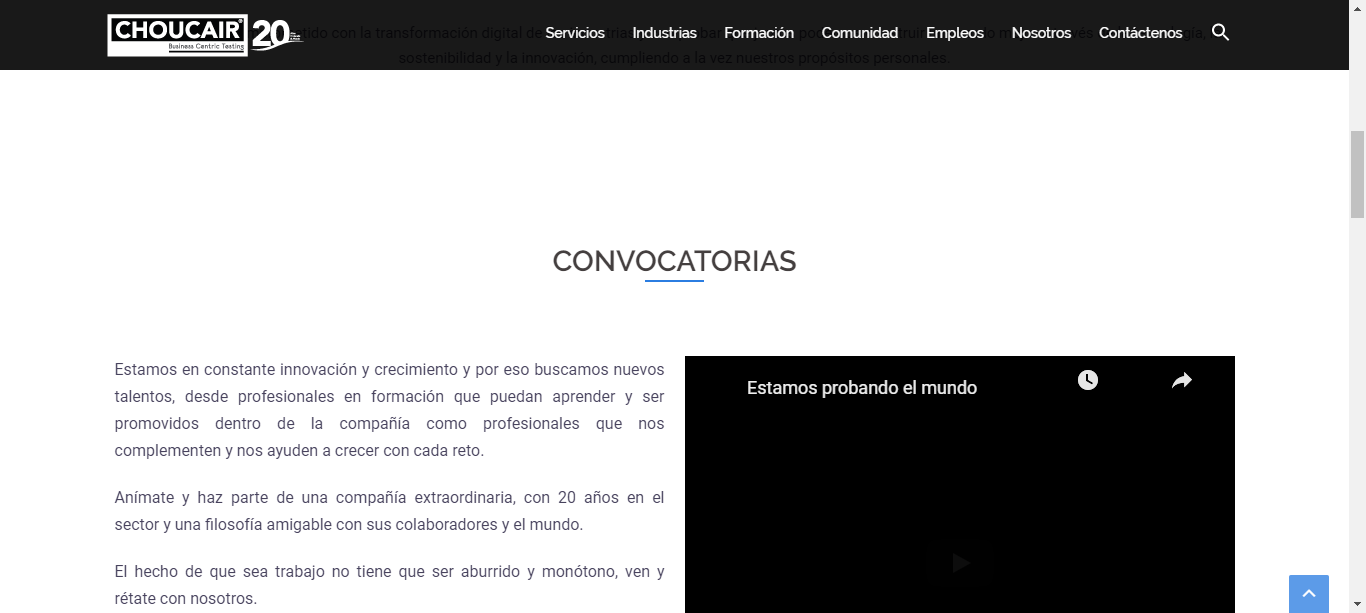 CHOUCAIR®
Business Centric Testing
20
Servicios Industrias Formación Comunidad Empleos Nosotros Contáctenos
tido con la transformación digital de
sostenibilidad y la innovación, cumpliendo a la vez nuestros propósitos personales.
CONVOCATORIAS
Estamos en constante innovación y crecimiento y por eso buscamos nuevos
talentos, desde profesionales en formación que puedan aprender y ser
promovidos dentro de la compañía como profesionales que nos
complementen y nos ayuden a crecer con cada reto.
Anímate y haz parte de una compañía extraordinaria, con 20 años en el
sector y una filosofía amigable con sus colaboradores y el mundo.
El hecho de que sea trabajo no tiene que ser aburrido y monótono, ven y
rétate con nosotros.
Estamos probando el mundo